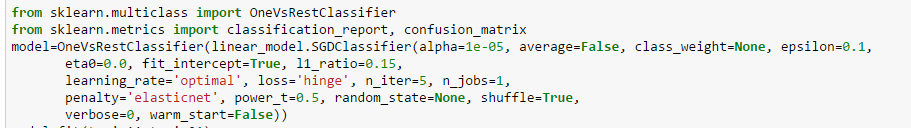 from sklearn.multiclass import OneVsRestClassifier
from sklearn.metrics import classification_report, confusion_matrix
model=OneVsRestClassifier(linear_model.SGDClassifier(alpha=1e-05, average=False, class_weight=None, epsilon=0.1,
eta0=0.0, fit_intercept=True, l1_ratio=0.15,
learning_rate='optimal', loss='hinge', n_iter=5, n_jobs=1,
penalty='elasticnet', power_t=0.5, random_state=None, shuffle=True,
verbose=0, warm_start=False))